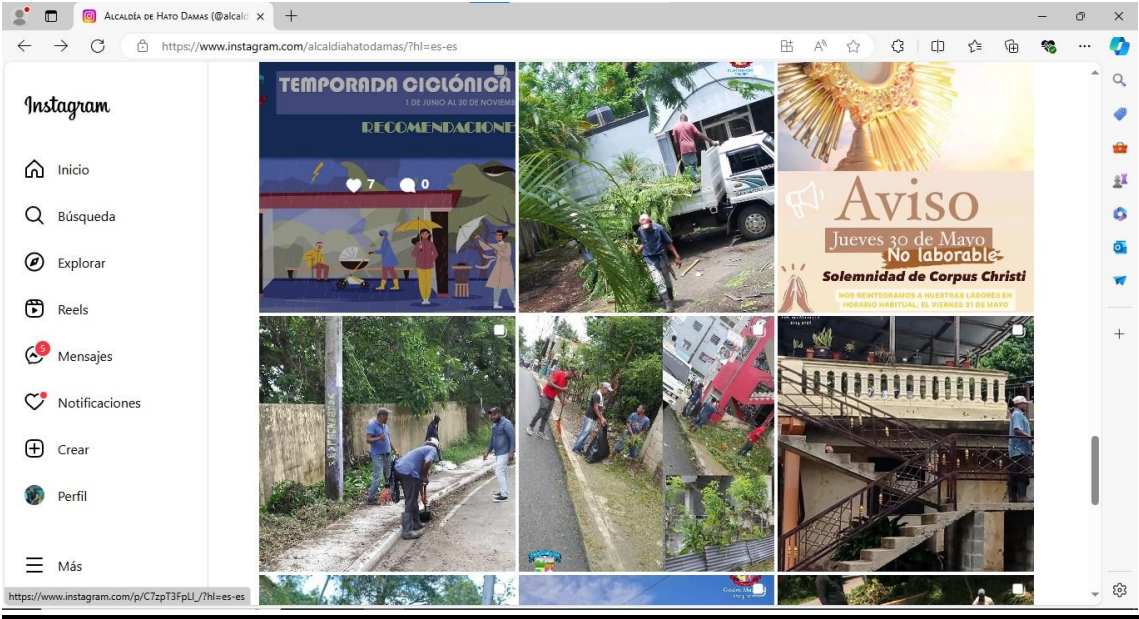 Alcaldía de Hato Damas (@alcald
https://www.instagram.com/alcaldiahatodamas/?hl=es-es
Instagram
Inicio
Búsqueda
Explorar
Reels
5
Mensajes
Notificaciones
Crear
Perfil
Más
TEMPORADA CICLÓNICA
1 DE JUNIO AL 30 DE NOVIEMB
RECOMENDACIONE
7
0
Aviso
Jueves 30 de Mayo
No laborable
Solemnidad de Corpus Christi
NOS REINTEGRAMOS A NUESTRAS LABORES EN
HORARIO HABITUAL, EL VIERNES 31 DE MAYO
https://www.instagram.com/p/C7zpT3FpLI_/?hl=es-es